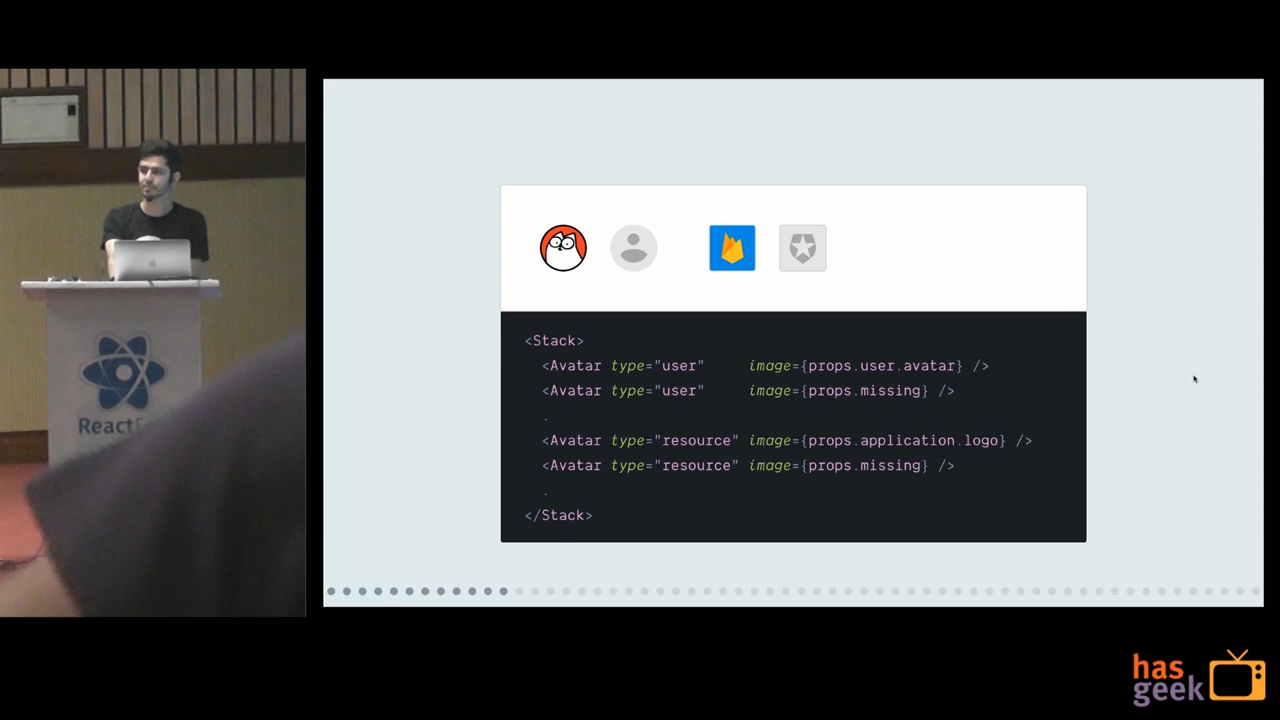 <Stack>
<Avatar type="user" image={props.user.avatar} />
<Avatar type="user" image={props.missing} />
.
<Avatar type="resource" image={props.application.logo} />
<Avatar type="resource" image={props.missing} />
.
</Stack>
has
geek